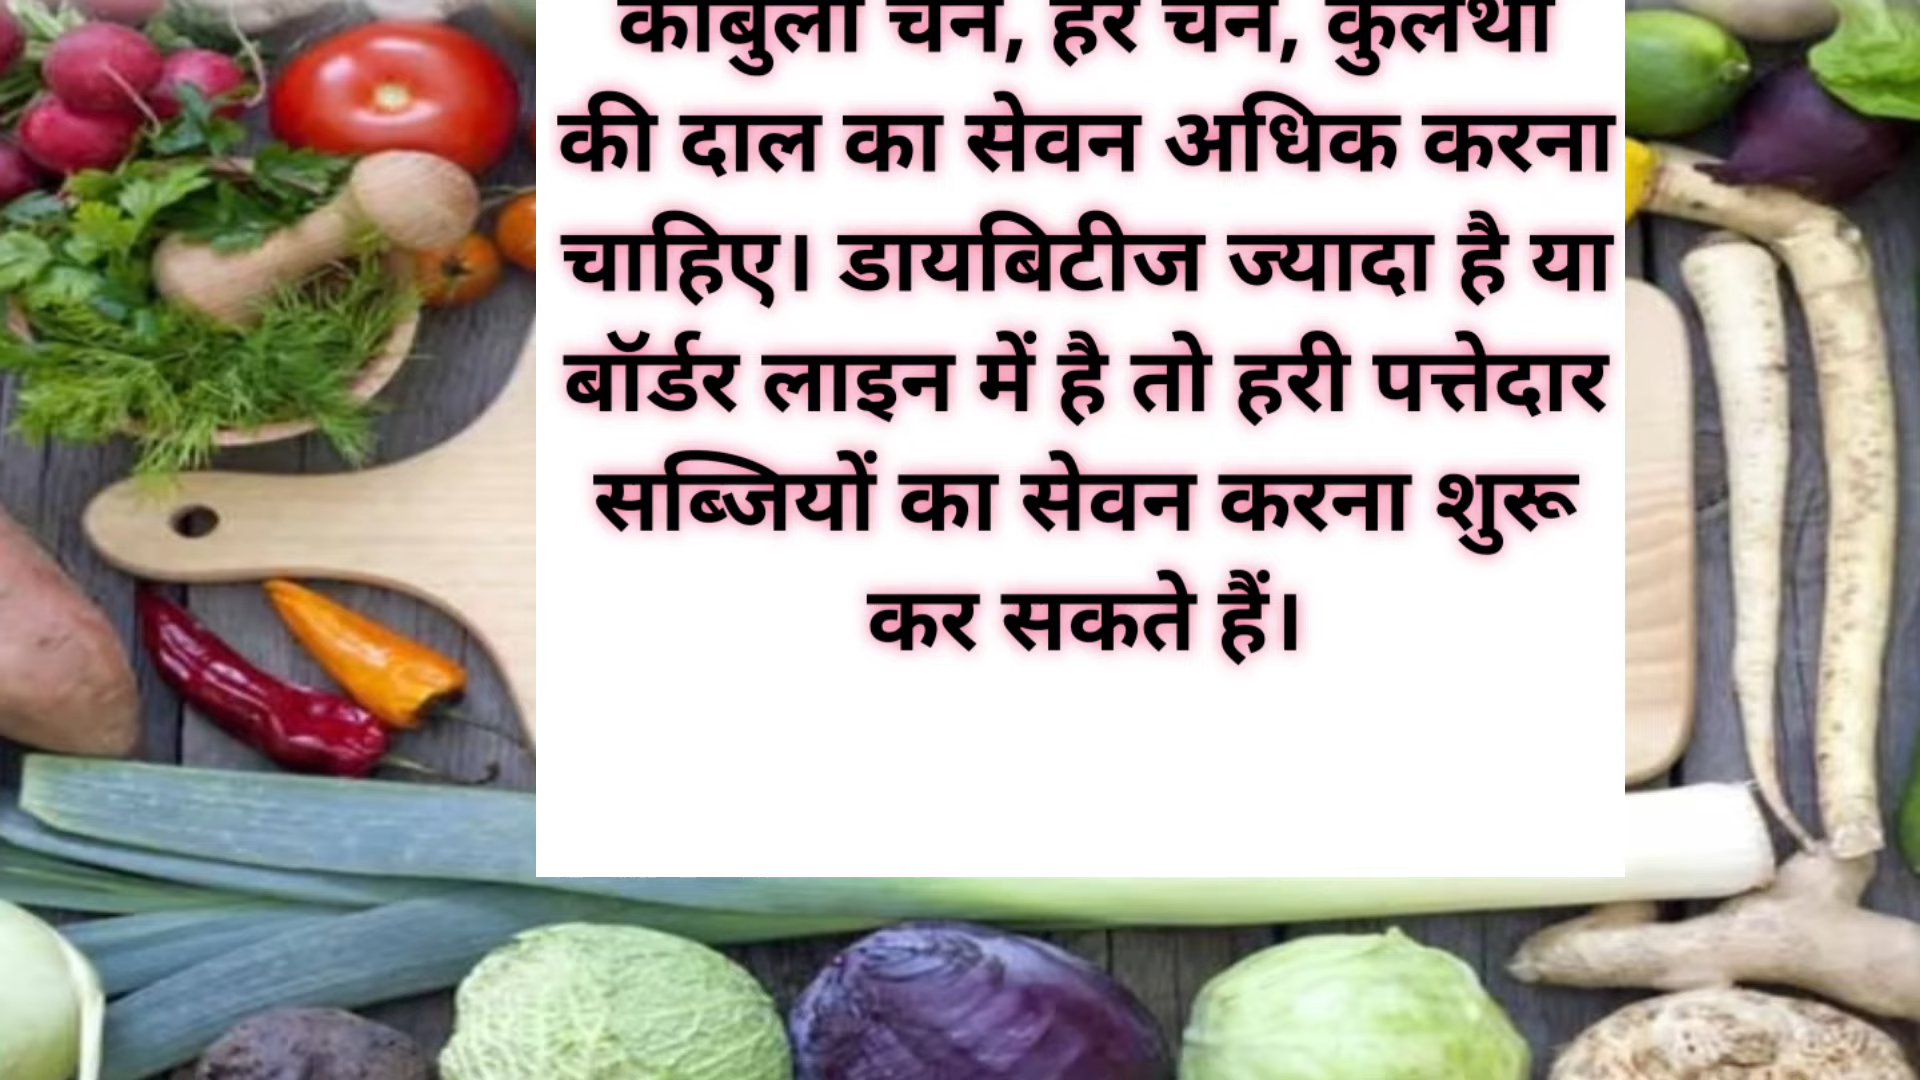 काबुली चने, हरे चने, कुलथी
की दाल का सेवन अधिक करना
चाहिए। डायबिटीज ज्यादा है या
बॉर्डर लाइन में है तो हरी पत्तेदार
सब्जियों का सेवन करना शुरू
कर सकते हैं।